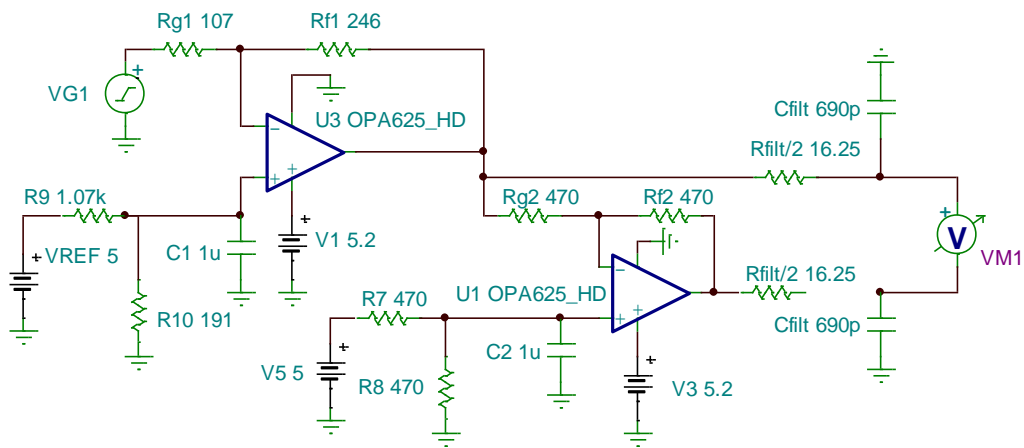 Rg1 107
Rf1 246
+
VG1
U3 OPA625_HD
Cfilt 690p
Rfilt/2 16.25
R9 1.07k
Rg2 470
Rf2 470
+
V
VM1
+
VREF 5
C1 1u
+
V1 5.2
R10 191
U1 OPA625_HD
Rfilt/2 16.25
R7 470
Cfilt 690p
+
V5 5
C2 1u
R8 470
+
V3 5.2